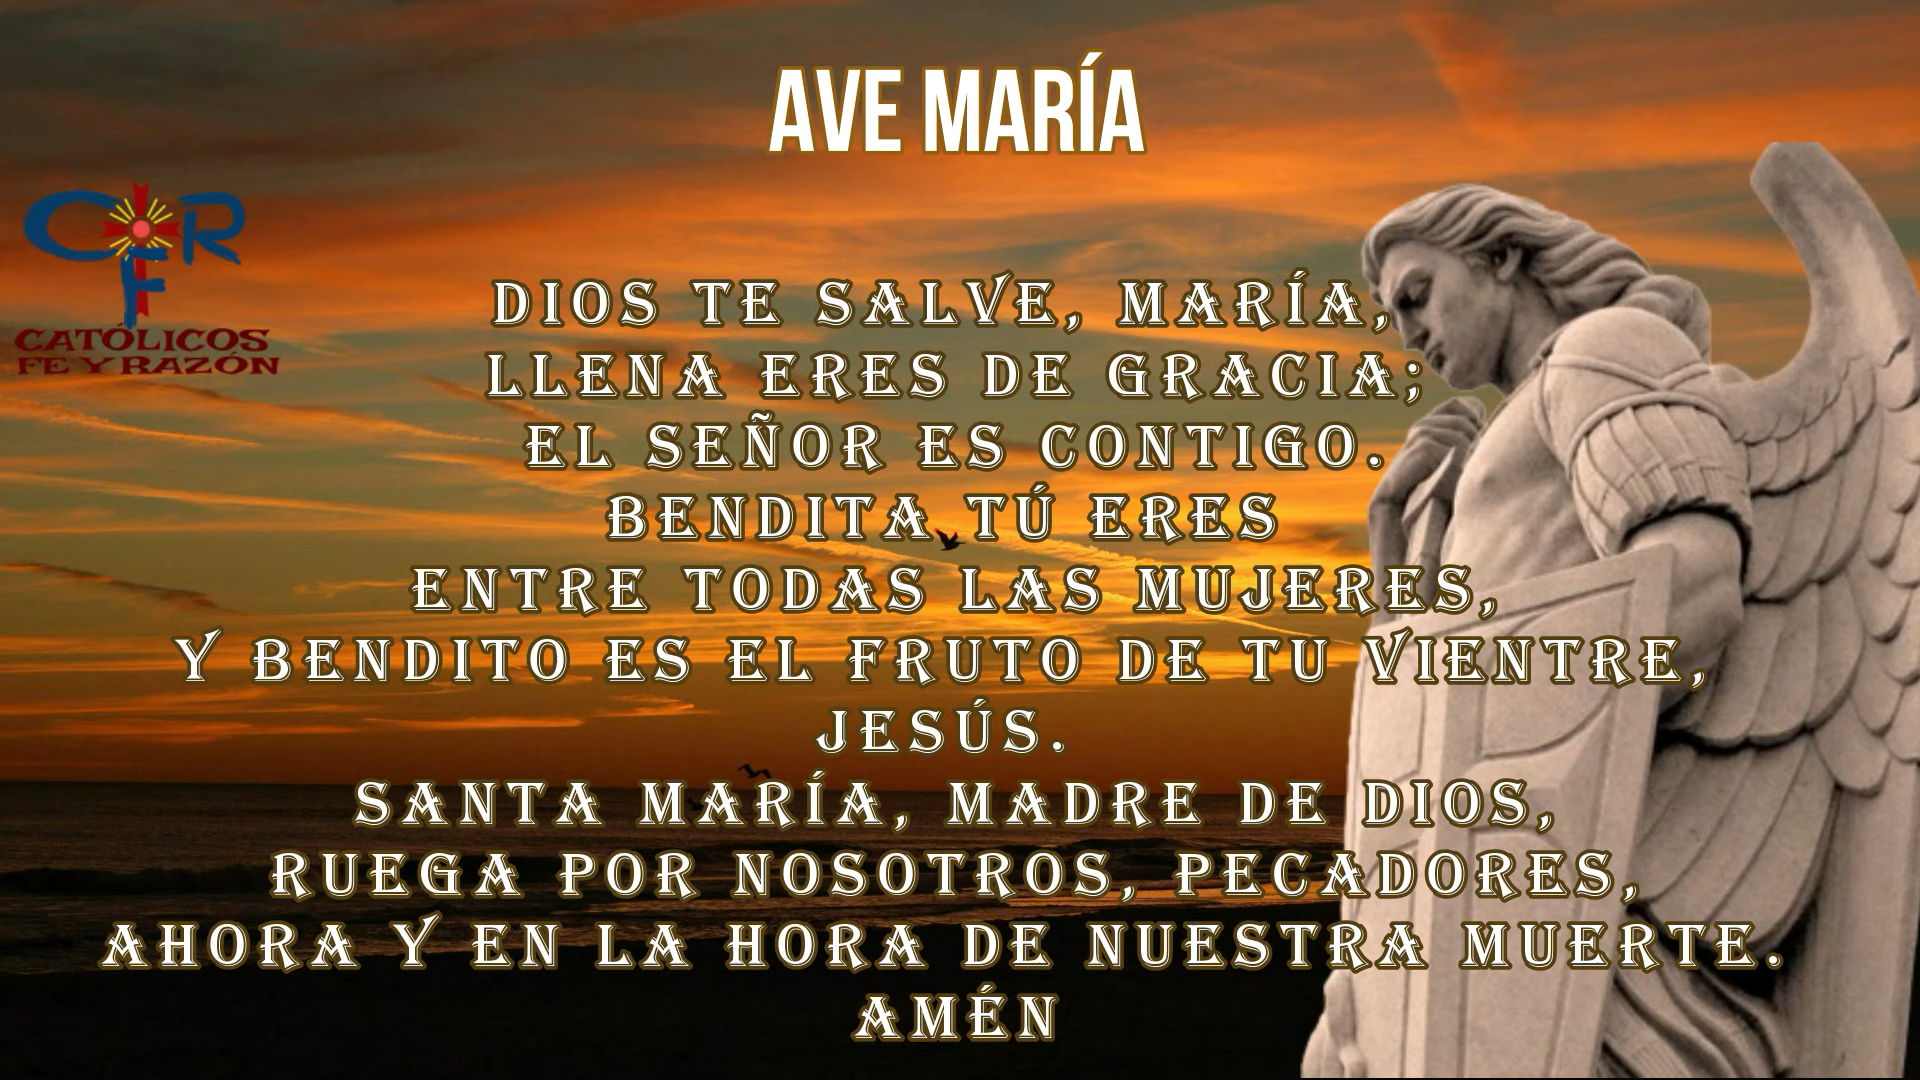 AVE MARÍA
CFR
CATÓLICOS
FE Y RAZÓN
DIOS TE SALVE, MARÍA,
LLENA ERES DE GRACIA;
EL SEÑOR ES CONTIGO.
BENDITA TÚ ERES
ENTRE TODAS LAS MUJERES,
Y BENDITO ES EL FRUTO DE TU VIENTRE,
JESÚS.
SANTA MARÍA, MADRE DE DIOS,
RUEGA POR NOSOTROS, PECADORES,
AHORA Y EN LA HORA DE NUESTRA MUERTE.
AMÉN